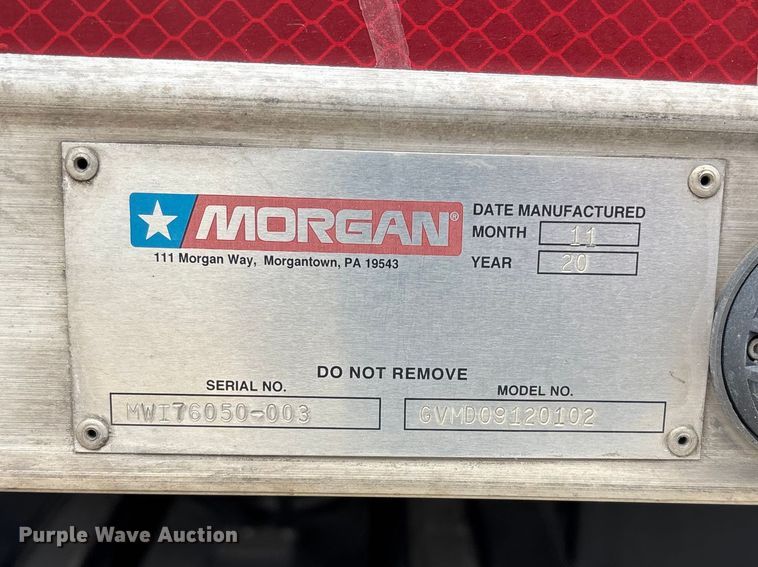 MORGAN®
111 Morgan Way, Morgantown, PA 19543
DATE MANUFACTURED
MONTH 11
YEAR 20
DO NOT REMOVE
SERIAL NO.
MWI76050-003
MODEL NO.
GVMD09120102
Purple Wave Auction